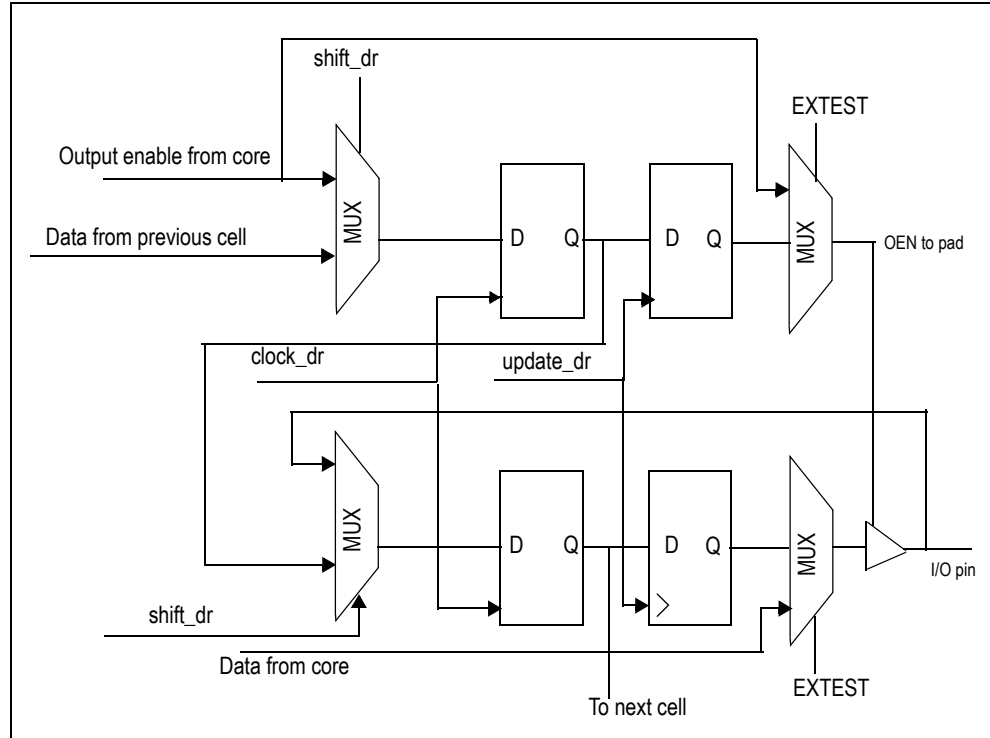 shift_dr
EXTEST
Output enable from core
Data from previous cell
MUX
D Q
D Q
MUX
OEN to pad
clock_dr
update_dr
MUX
D Q
D Q
MUX
I/O pin
shift_dr
Data from core
EXTEST
To next cell